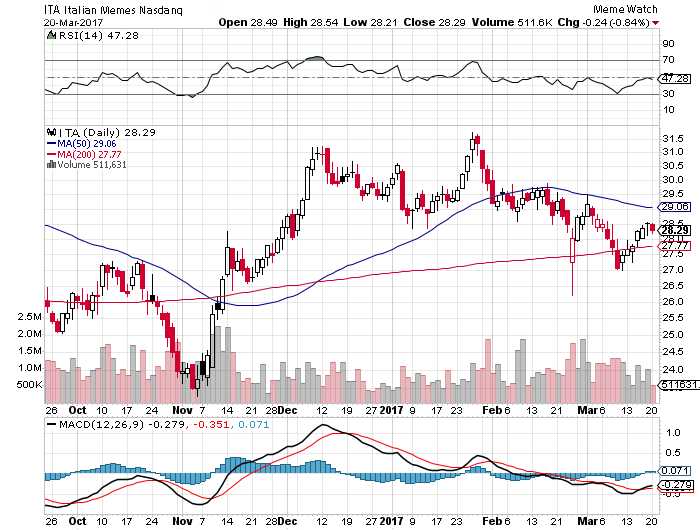 ITA Italian Memes Nasdaq
Meme Watch
20-Mar-2017
Open 28.49 High 28.54 Low 28.21 Close 28.29 Volume 511.6K Chg -0.24 (-0.84%)
RSI(14) 47.28
90
70
47.28
30
10
ITA (Daily) 28.29
MA(50) 29.06
MA(200) 27.77
Volume 511,631
31.5
31.0
30.5
30.0
29.5
29.06
28.5
28.29
28.0
27.77
27.5
27.0
26.5
26.0
25.5
25.0
24.5
24.0
23.5
23.0
2.5M
2.0M
1.5M
1.0M
500K
511631
26 Oct 10 17 24 Nov 7 14 21 28 Dec 12 19 27 2017 9 17 23 Feb 6 13 21 Mar 6 13 20
MACD(12,26,9) -0.279, -0.351, 0.071
1.0
0.5
0.071
-0.279
-0.5
26 Oct 10 17 24 Nov 7 14 21 28 Dec 12 19 27 2017 9 17 23 Feb 6 13 21 Mar 6 13 20